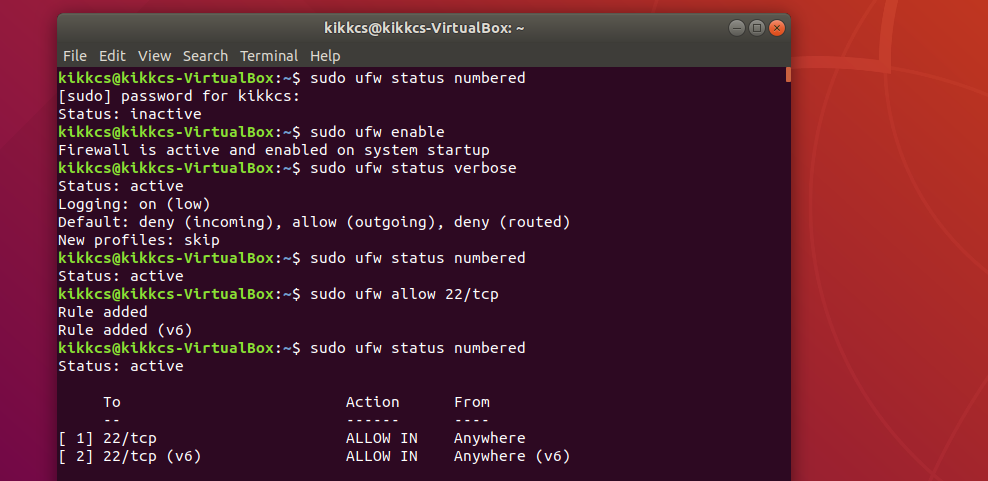 kikkcs@kikkcs-VirtualBox: ~
File Edit View Search Terminal Help
kikkcs@kikkcs-VirtualBox:~$ sudo ufw status numbered
[sudo] password for kikkcs:
Status: inactive
kikkcs@kikkcs-VirtualBox:~$ sudo ufw enable
Firewall is active and enabled on system startup
kikkcs@kikkcs-VirtualBox:~$ sudo ufw status verbose
Status: active
Logging: on (low)
Default: deny (incoming), allow (outgoing), deny (routed)
New profiles: skip
kikkcs@kikkcs-VirtualBox:~$ sudo ufw status numbered
Status: active
kikkcs@kikkcs-VirtualBox:~$ sudo ufw allow 22/tcp
Rule added
Rule added (v6)
kikkcs@kikkcs-VirtualBox:~$ sudo ufw status numbered
Status: active
     To                         Action      From
     --                         ------      ----
[ 1] 22/tcp                     ALLOW IN    Anywhere
[ 2] 22/tcp (v6)                ALLOW IN    Anywhere (v6)